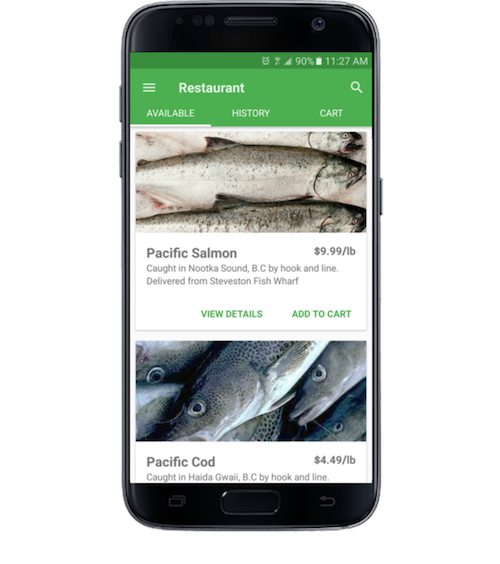 90% 11:27 AM
Restaurant
AVAILABLE HISTORY CART
Pacific Salmon $9.99/lb
Caught in Nootka Sound, B.C by hook and line.
Delivered from Steveston Fish Wharf
VIEW DETAILS ADD TO CART
Pacific Cod $4.49/lb
Caught in Haida Gwaii, B.C by hook and line.